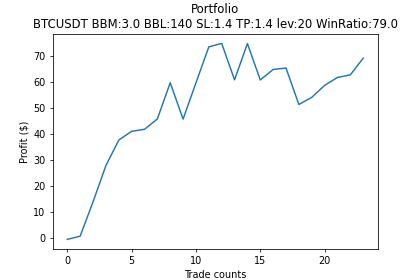 Portfolio
BTCUSDT BBM:3.0 BBL:140 SL:1.4 TP:1.4 lev:20 WinRatio:79.0
Profit ($)
70
60
50
40
30
20
10
0
0 5 10 15 20
Trade counts